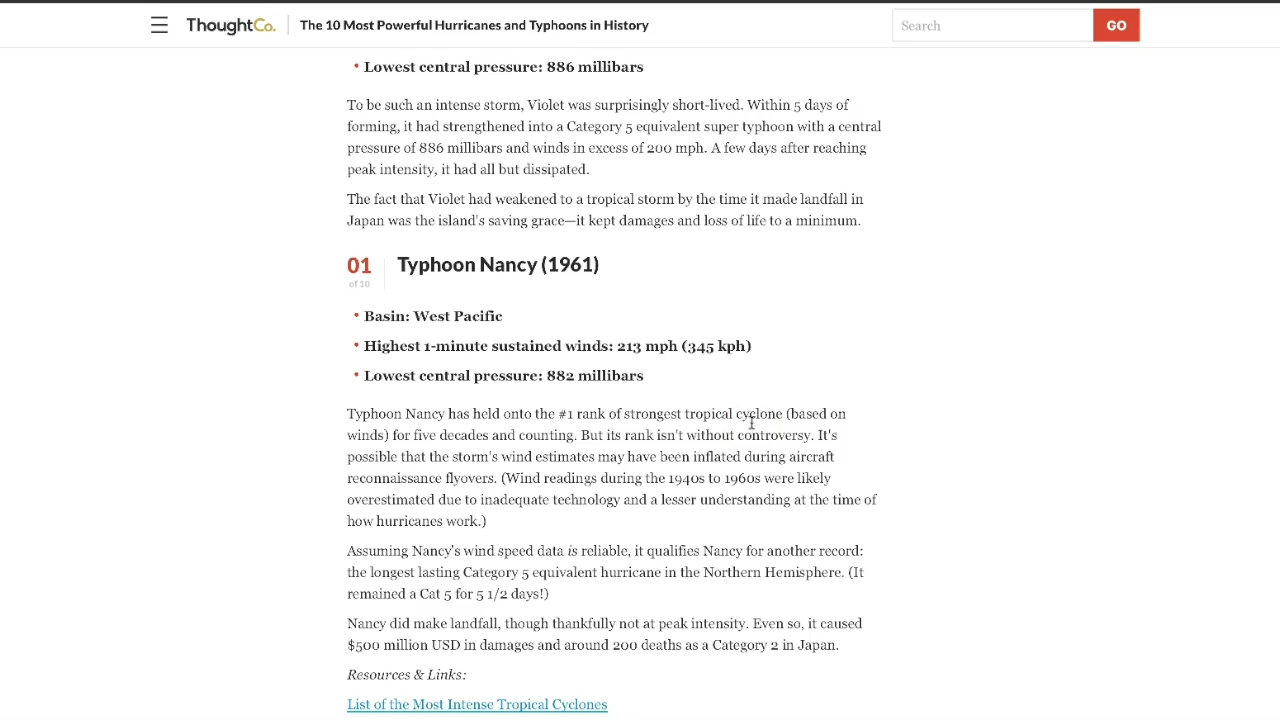 ThoughtCo. The 10 Most Powerful Hurricanes and Typhoons in History Search GO
• Lowest central pressure: 886 millibars
To be such an intense storm, Violet was surprisingly short-lived. Within 5 days of
forming, it had strengthened into a Category 5 equivalent super typhoon with a central
pressure of 886 millibars and winds in excess of 200 mph. A few days after reaching
peak intensity, it had all but dissipated.
The fact that Violet had weakened to a tropical storm by the time it made landfall in
Japan was the island's saving grace—it kept damages and loss of life to a minimum.
01 Typhoon Nancy (1961)
of 10
• Basin: West Pacific
• Highest 1-minute sustained winds: 213 mph (345 kph)
• Lowest central pressure: 882 millibars
Typhoon Nancy has held onto the #1 rank of strongest tropical cyclone (based on
winds) for five decades and counting. But its rank isn't without controversy. It's
possible that the storm's wind estimates may have been inflated during aircraft
reconnaissance flyovers. (Wind readings during the 1940s to 1960s were likely
overestimated due to inadequate technology and a lesser understanding at the time of
how hurricanes work.)
Assuming Nancy's wind speed data is reliable, it qualifies Nancy for another record:
the longest lasting Category 5 equivalent hurricane in the Northern Hemisphere. (It
remained a Cat 5 for 5 1/2 days!)
Nancy did make landfall, though thankfully not at peak intensity. Even so, it caused
$500 million USD in damages and around 200 deaths as a Category 2 in Japan.
Resources & Links:
List of the Most Intense Tropical Cyclones